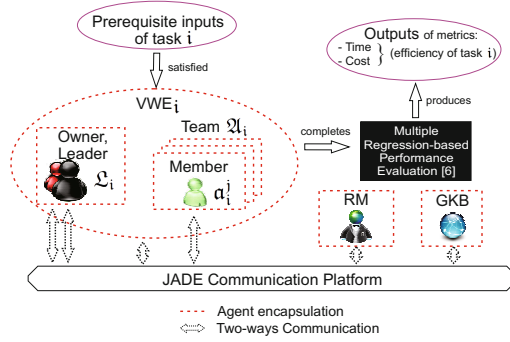 Prerequisite inputs
of task i
satisfied
Outputs of metrics:
- Time
- Cost
} (efficiency of task i)
produces
VWE_i
Team 𝔄_i
Owner,
Leader
𝔏_i
Member
𝔞_i^j
completes
Multiple
Regression-based
Performance
Evaluation [6]
RM
GKB
JADE Communication Platform
Agent encapsulation
Two-ways Communication